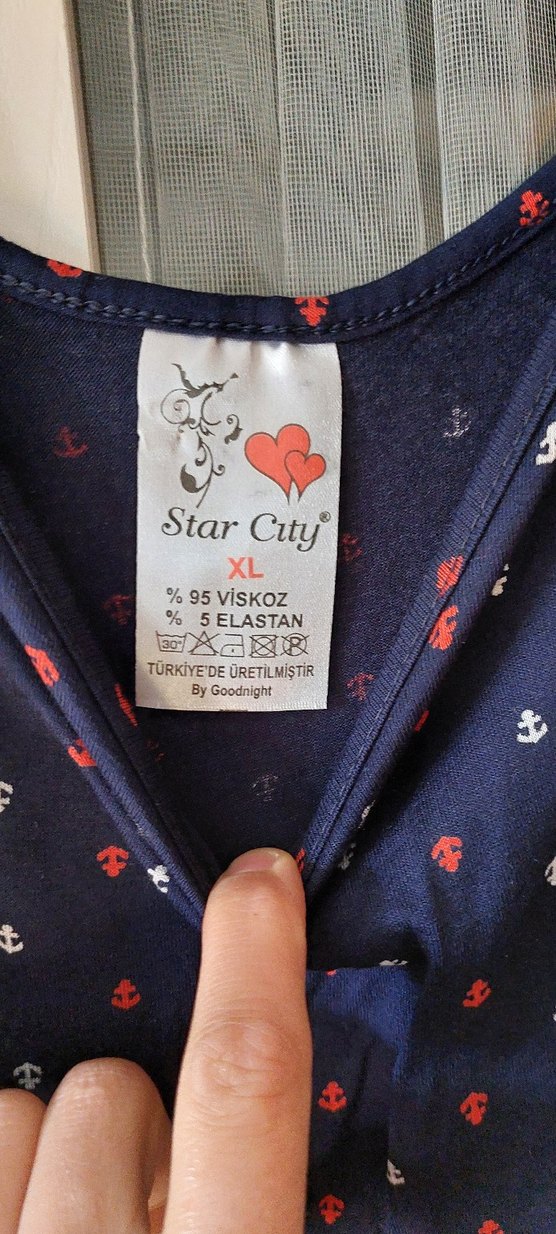 Star City®
XL
% 95 VİSKOZ
% 5 ELASTAN
30° P
TÜRKİYE'DE ÜRETİLMİŞTİR
By Goodnight